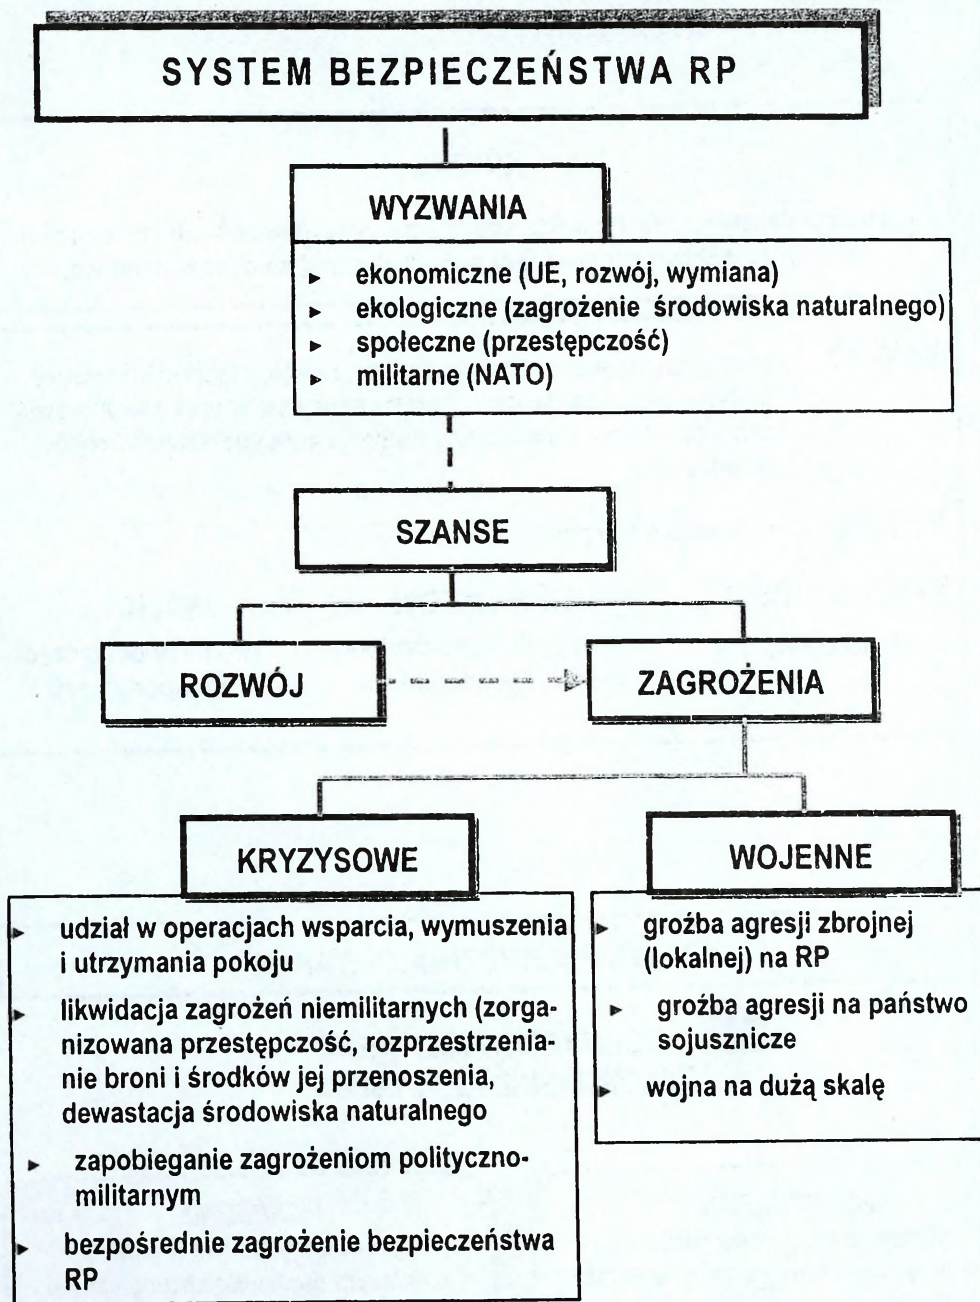 SYSTEM BEZPIECZEŃSTWA RP
WYZWANIA
► ekonomiczne (UE, rozwój, wymiana)
► ekologiczne (zagrożenie środowiska naturalnego)
► społeczne (przestępczość)
► militarne (NATO)
SZANSE
ROZWÓJ
ZAGROŻENIA
KRYZYSOWE
► udział w operacjach wsparcia, wymuszenia
i utrzymania pokoju
► likwidacja zagrożeń niemilitarnych (zorga-
nizowana przestępczość, rozprzestrzenia-
nie broni i środków jej przenoszenia,
dewastacja środowiska naturalnego
► zapobieganie zagrożeniom polityczno-
militarnym
► bezpośrednie zagrożenie bezpieczeństwa
RP
WOJENNE
► groźba agresji zbrojnej
(lokalnej) na RP
► groźba agresji na państwo
sojusznicze
► wojna na dużą skalę